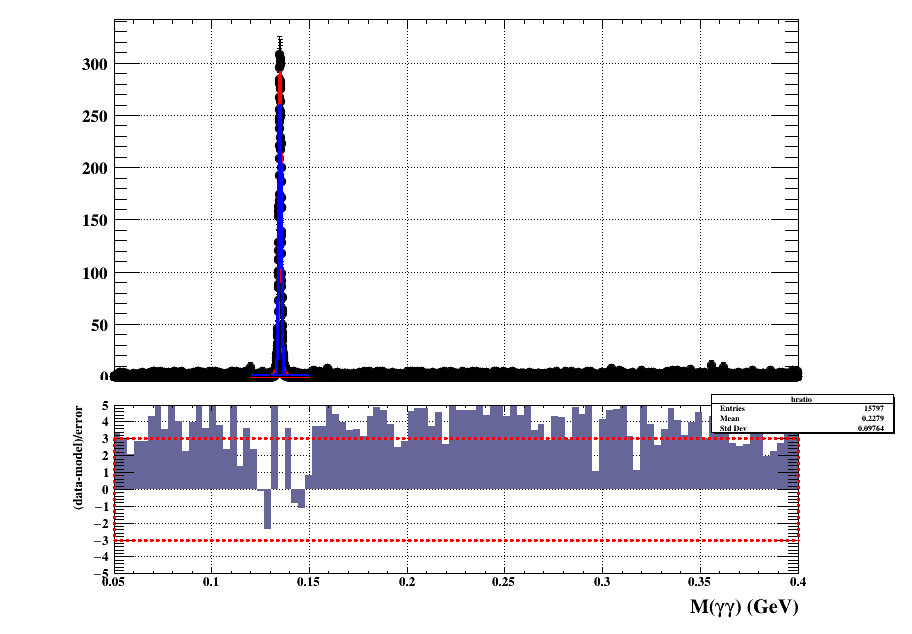 300
250
200
150
100
50
0
hratio
Entries 15797
Mean 0.2279
Std Dev 0.09764
(data-model)/error
5
4
3
2
1
0
−1
−2
−3
−4
−5
0.05 0.1 0.15 0.2 0.25 0.3 0.35 0.4
M(γγ) (GeV)